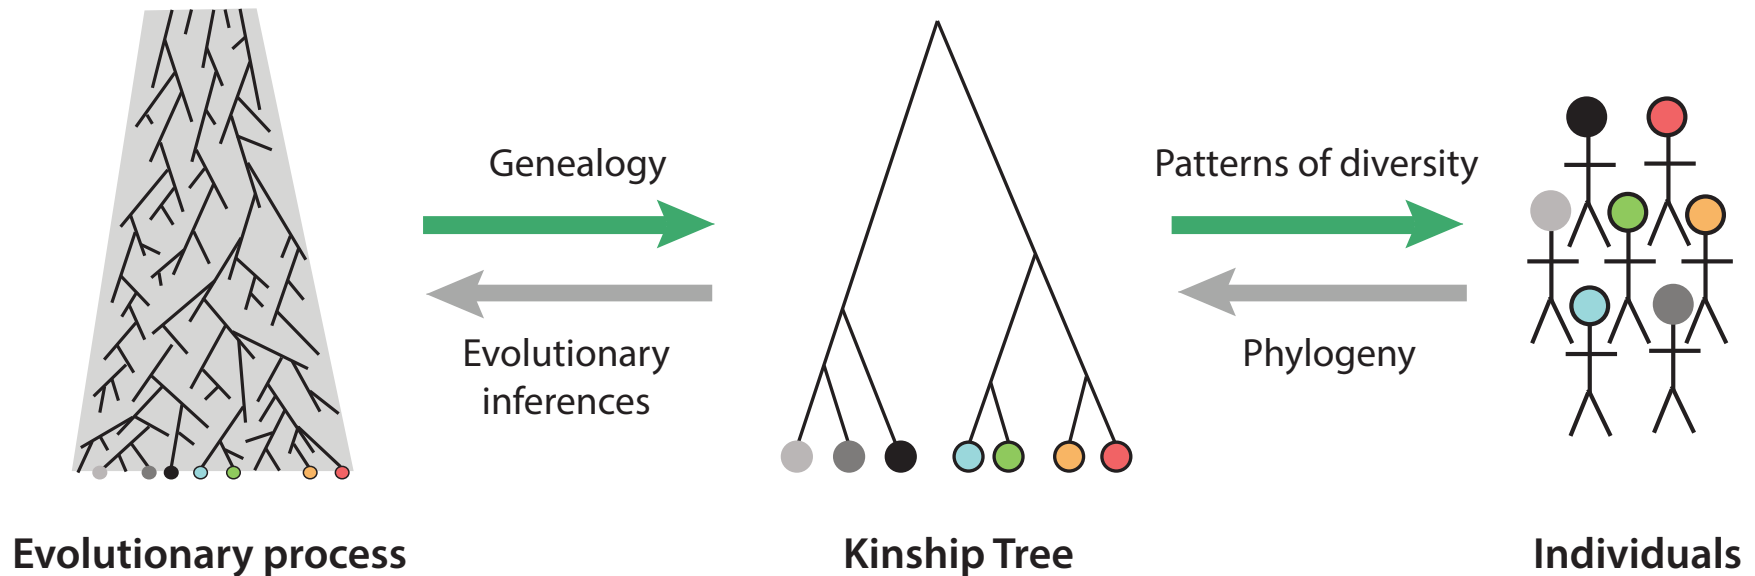 Genealogy
Evolutionary
inferences
Patterns of diversity
Phylogeny
Evolutionary process
Kinship Tree
Individuals